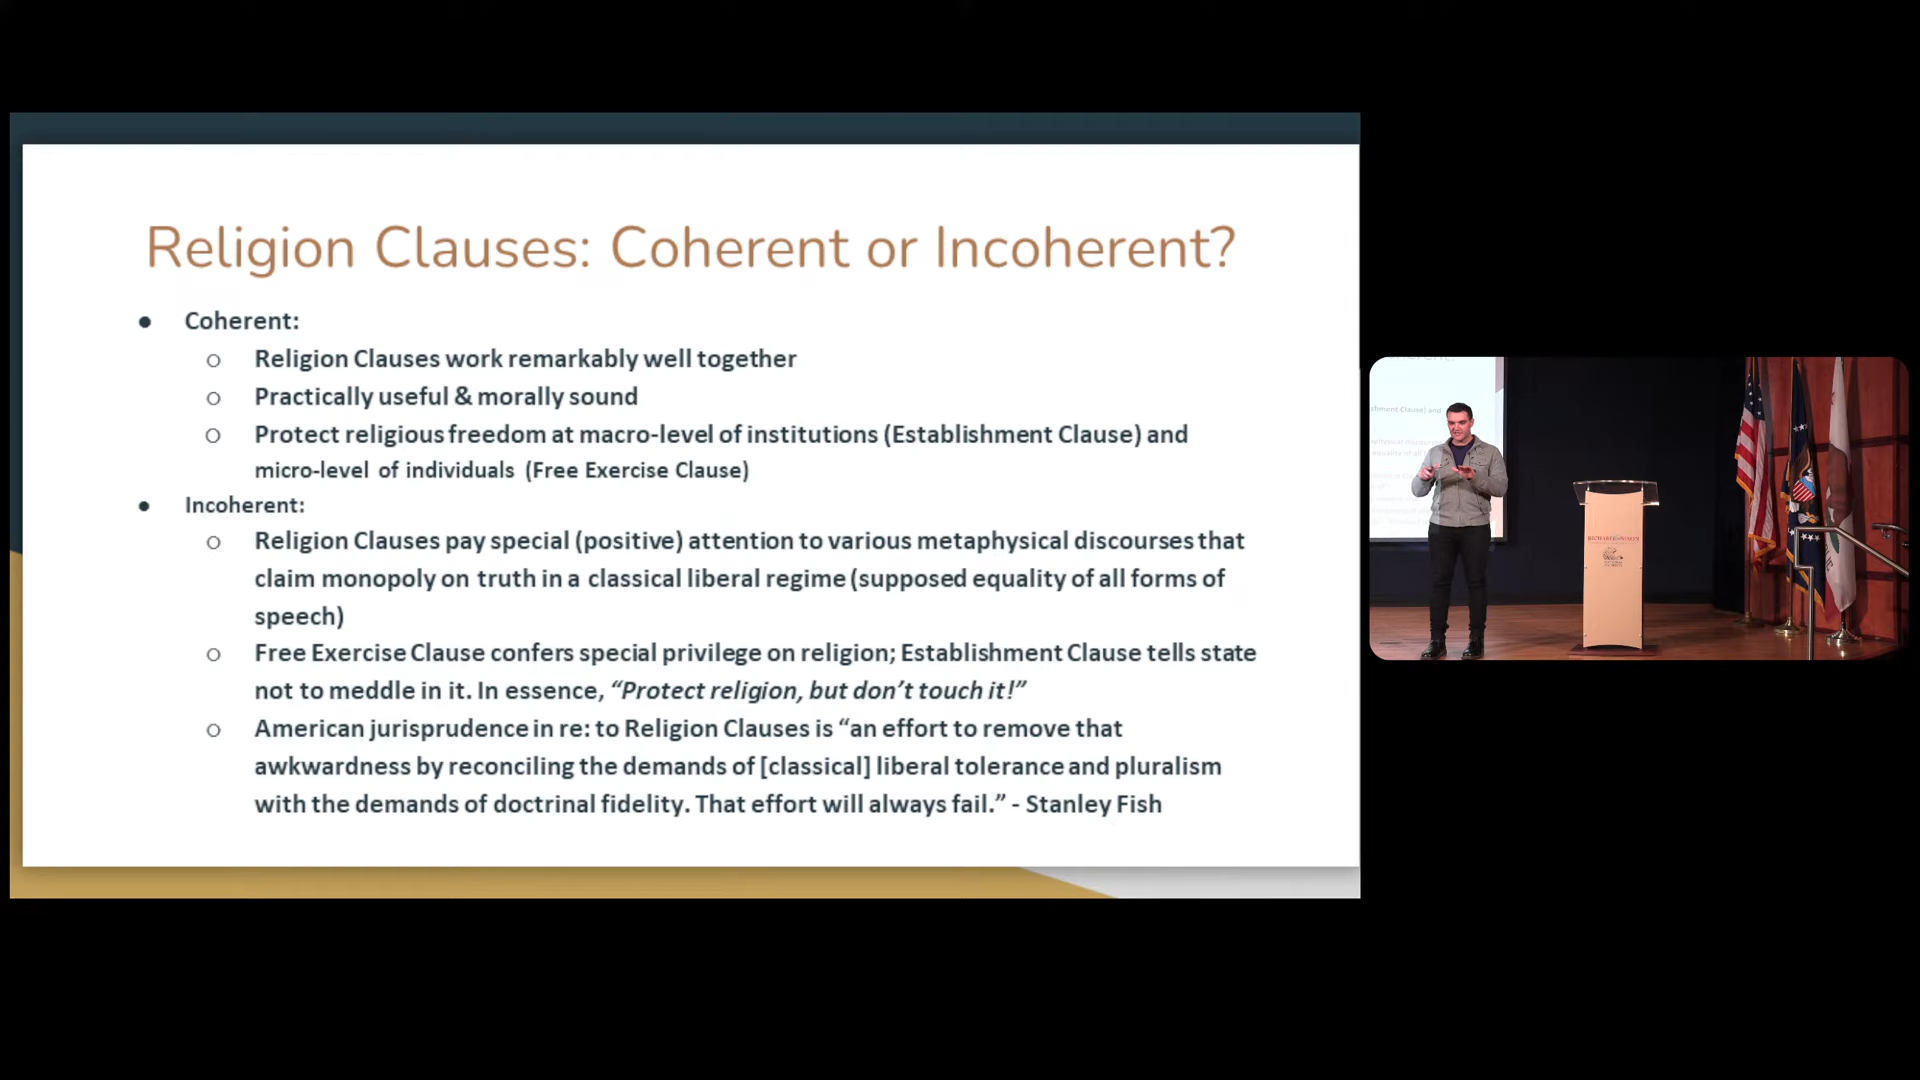 Religion Clauses: Coherent or Incoherent?
● Coherent:
○ Religion Clauses work remarkably well together
○ Practically useful & morally sound
○ Protect religious freedom at macro-level of institutions (Establishment Clause) and
micro-level of individuals (Free Exercise Clause)
● Incoherent:
○ Religion Clauses pay special (positive) attention to various metaphysical discourses that
claim monopoly on truth in a classical liberal regime (supposed equality of all forms of
speech)
○ Free Exercise Clause confers special privilege on religion; Establishment Clause tells state
not to meddle in it. In essence, “Protect religion, but don’t touch it!”
○ American jurisprudence in re: to Religion Clauses is “an effort to remove that
awkwardness by reconciling the demands of [classical] liberal tolerance and pluralism
with the demands of doctrinal fidelity. That effort will always fail.” - Stanley Fish
RICHARD NIXON